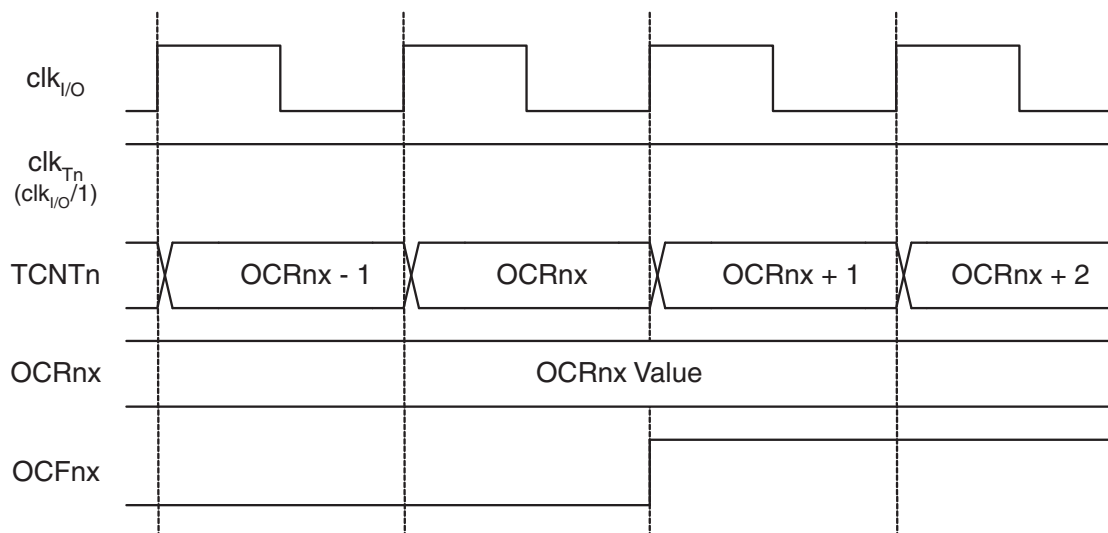 clkI/O
clkTn
(clkI/O/1)
TCNTn OCRnx - 1 OCRnx OCRnx + 1 OCRnx + 2
OCRnx OCRnx Value
OCFnx